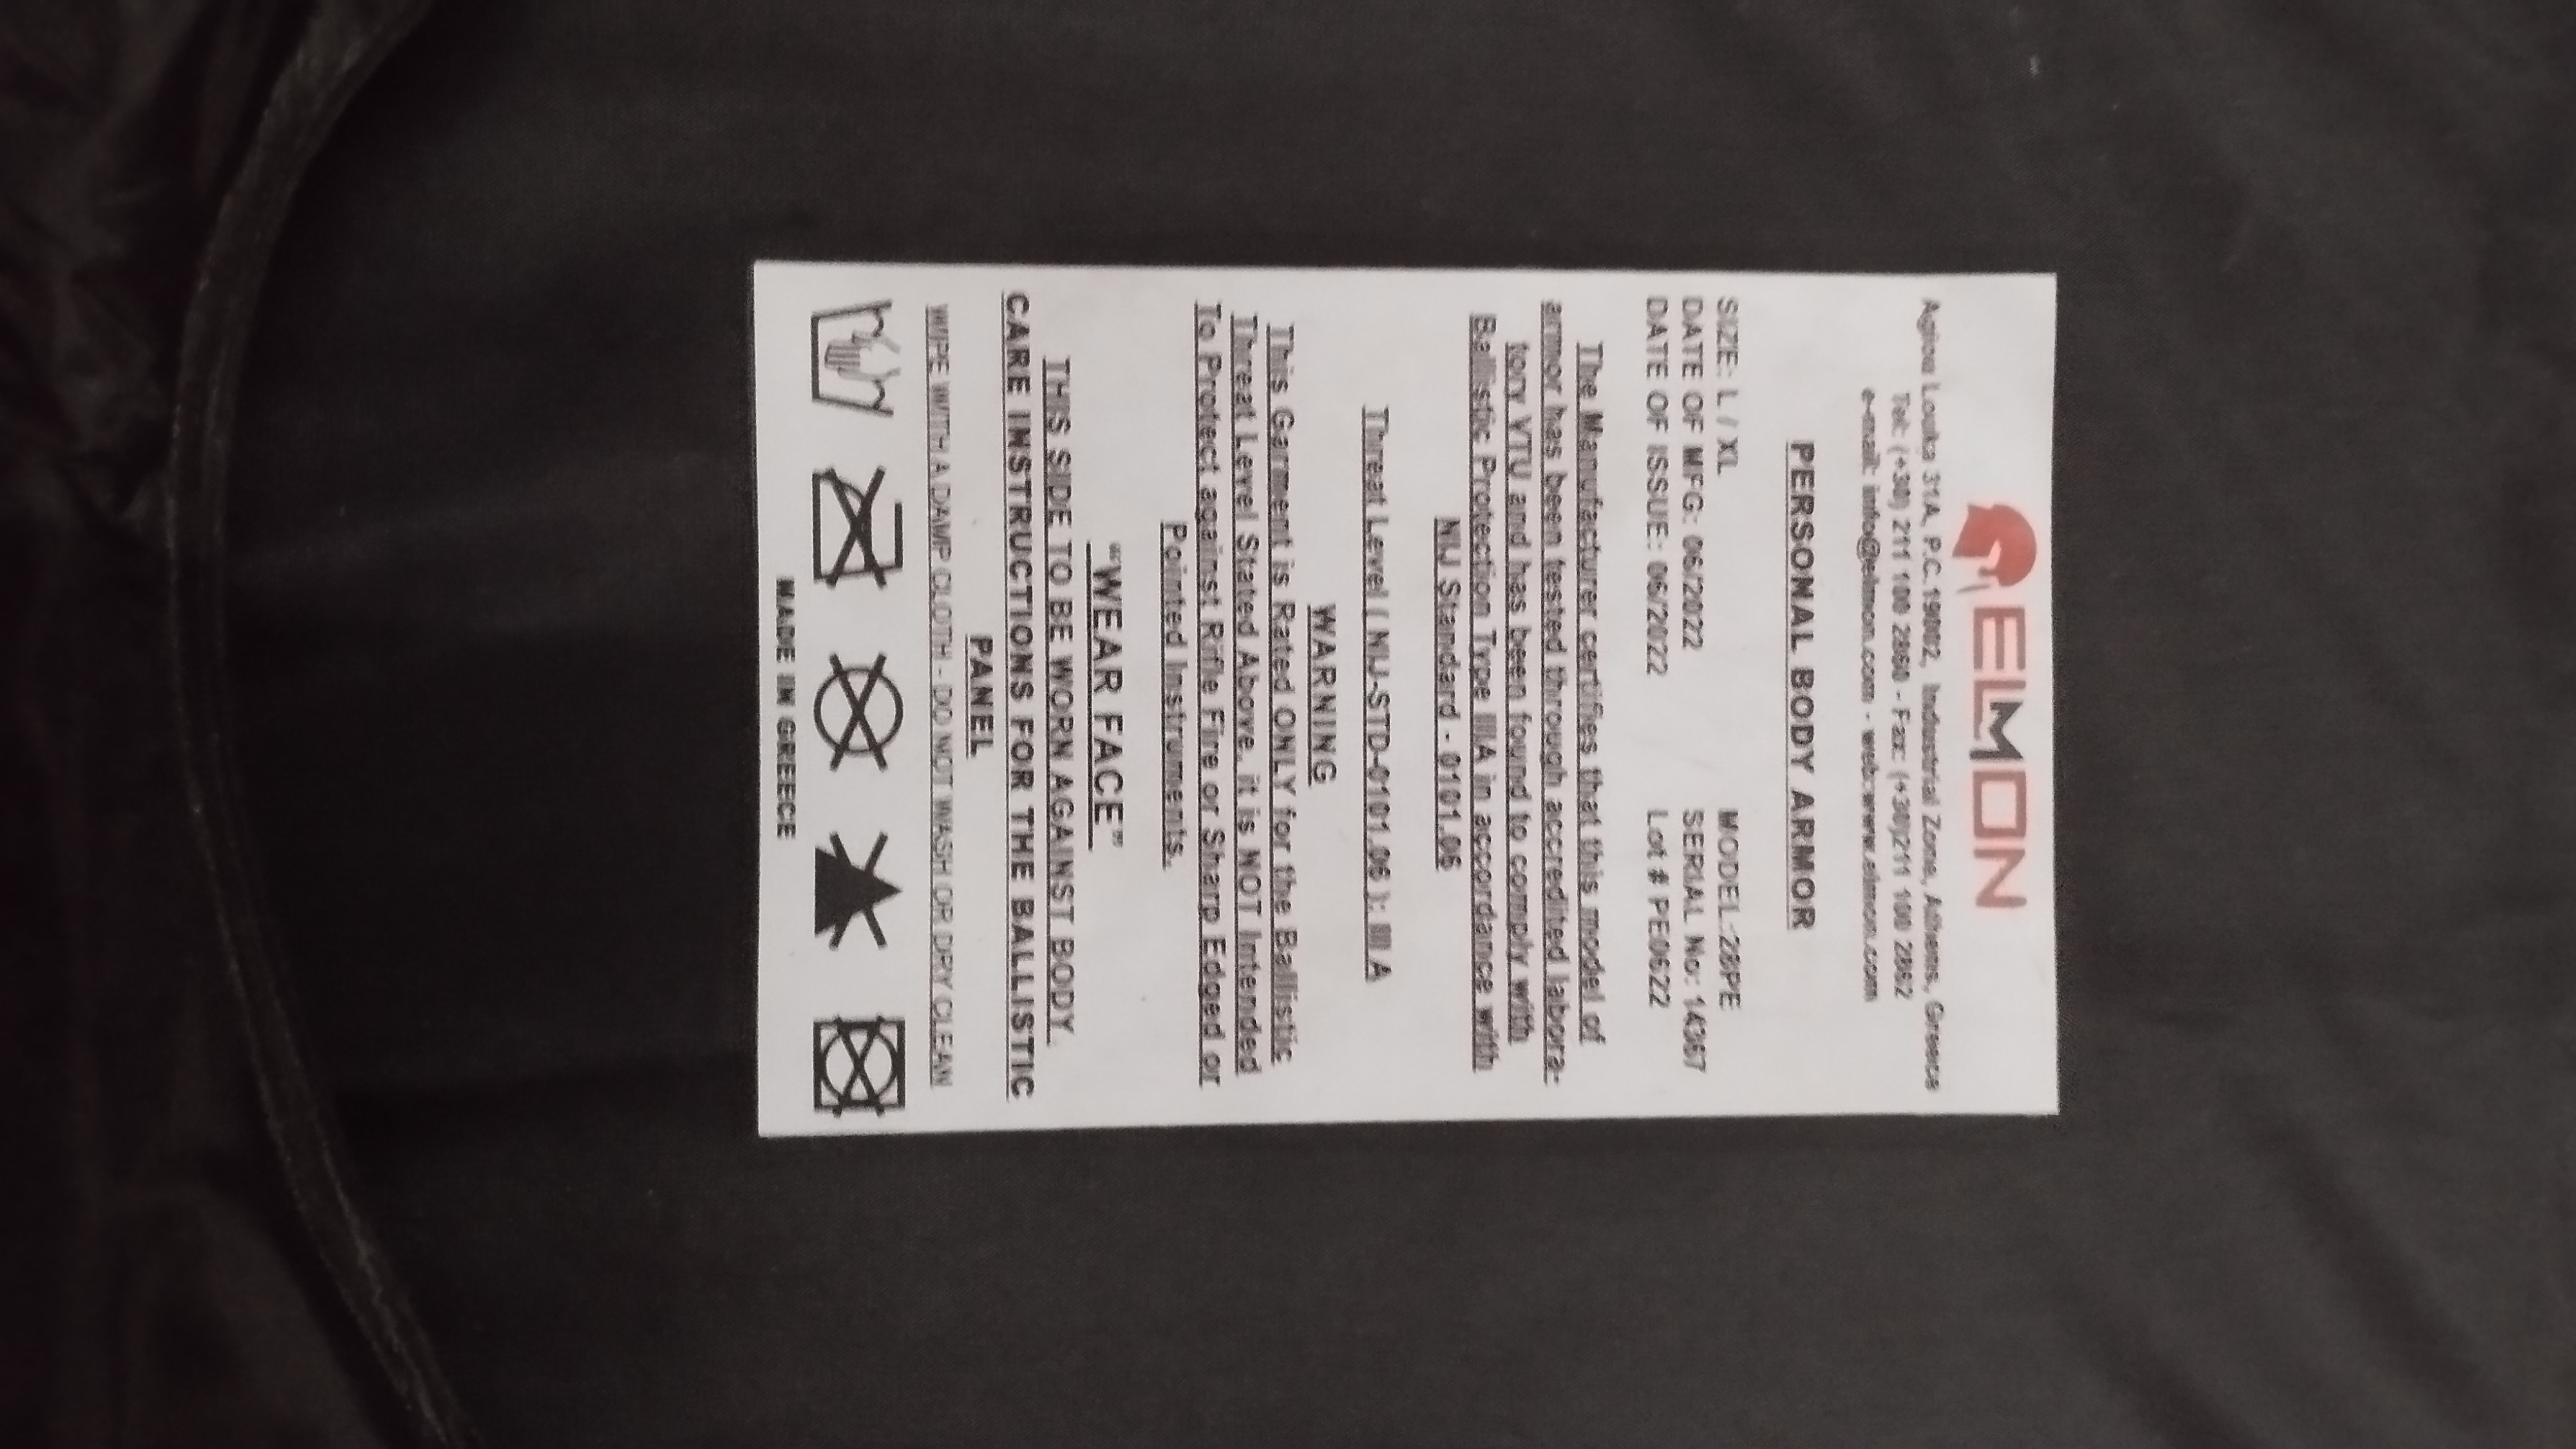 ELMON
Agiou Louka 31A, P.C.19002, Industrial Zone, Athens, Greece
Tel: (+30) 211 100 2860 - Fax: (+30)211 100 2862
e-mail: info@elmon.com - web:www.elmon.com
PERSONAL BODY ARMOR
SIZE: L / XL MODEL:28PE
DATE OF MFG: 06/2022 SERIAL No: 14367
DATE OF ISSUE: 06/2022 Lot # PE0622
The Manufacturer certifies that this model of
armor has been tested through accredited labora-
tory VTU and has been found to comply with
Ballistic Protection Type IIIA in accordance with
NIJ Standard - 0101.06
Threat Level ( NIJ-STD-0101.06 ): III A
WARNING
This Garment is Rated ONLY for the Ballistic
Threat Level Stated Above, it is NOT Intended
To Protect against Rifle Fire or Sharp Edged or
Pointed Instruments.
"WEAR FACE"
THIS SIDE TO BE WORN AGAINST BODY.
CARE INSTRUCTIONS FOR THE BALLISTIC
PANEL
WIPE WITH A DAMP CLOTH - DO NOT WASH OR DRY CLEAN
MADE IN GREECE